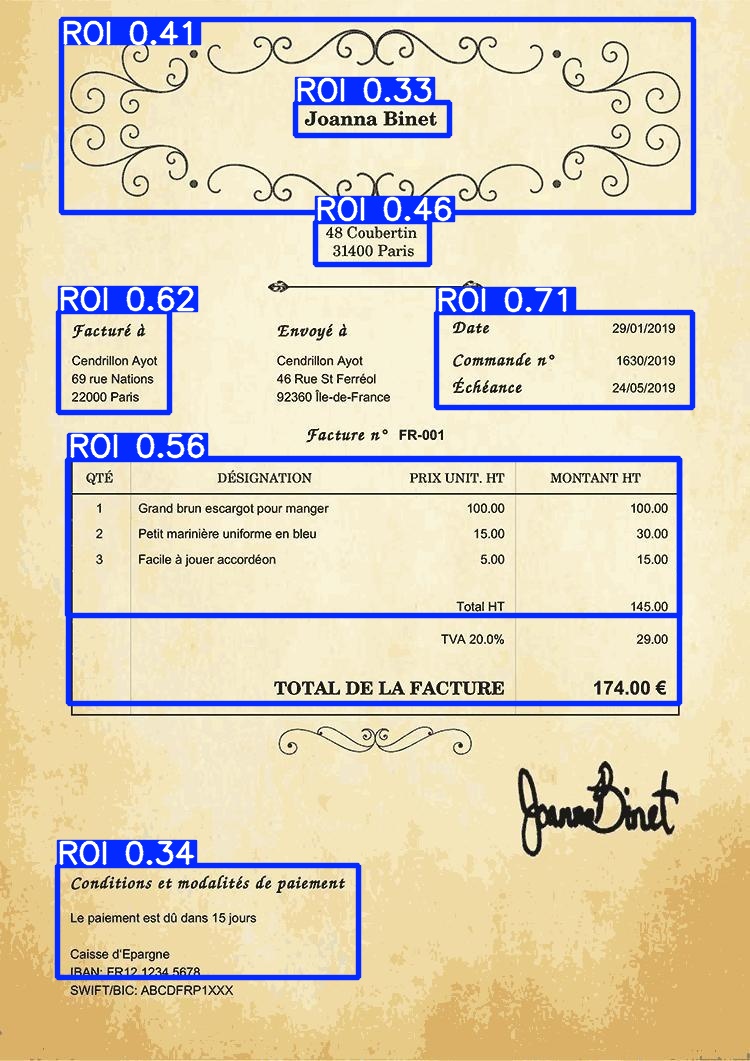 ROI 0.41
ROI 0.33
Joanna Binet
ROI 0.46
48 Coubertin
31400 Paris
ROI 0.62
Facturé à
Cendrillon Ayot
69 rue Nations
22000 Paris
Envoyé à
Cendrillon Ayot
46 Rue St Ferréol
92360 Île-de-France
ROI 0.71
Date 29/01/2019
Commande n° 1630/2019
Échéance 24/05/2019
Facture n° FR-001
ROI 0.56
QTÉ DÉSIGNATION PRIX UNIT. HT MONTANT HT
1 Grand brun escargot pour manger 100.00 100.00
2 Petit marinière uniforme en bleu 15.00 30.00
3 Facile à jouer accordéon 5.00 15.00
Total HT 145.00
TVA 20.0% 29.00
TOTAL DE LA FACTURE 174.00 €
Joanna Binet
ROI 0.34
Conditions et modalités de paiement
Le paiement est dû dans 15 jours
Caisse d'Epargne
IBAN: FR12 1234 5678
SWIFT/BIC: ABCDFRP1XXX